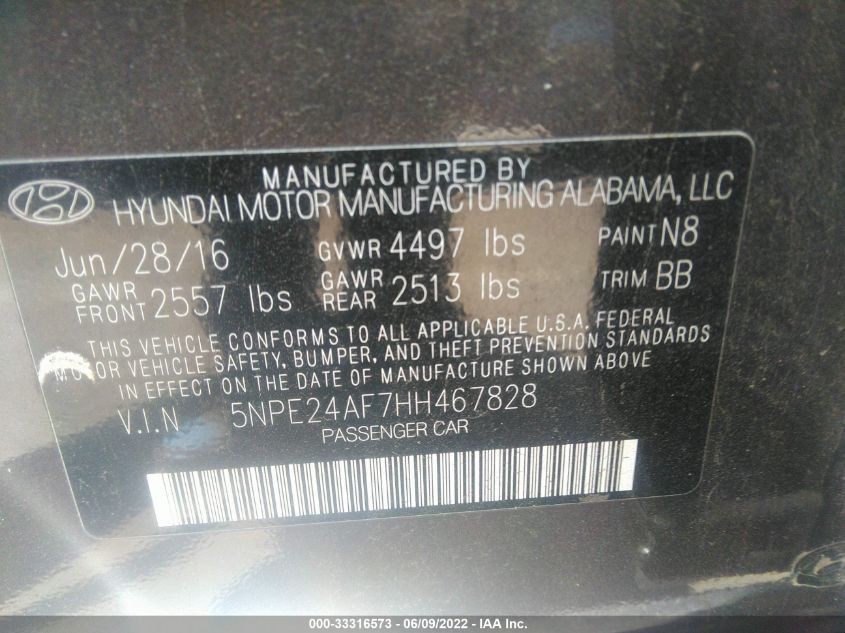 MANUFACTURED BY
HYUNDAI MOTOR MANUFACTURING ALABAMA, LLC
Jun/28/16 GVWR 4497 lbs PAINT N8
GAWR FRONT 2557 lbs GAWR REAR 2513 lbs TRIM BB
THIS VEHICLE CONFORMS TO ALL APPLICABLE U.S.A. FEDERAL
MOTOR VEHICLE SAFETY, BUMPER, AND THEFT PREVENTION STANDARDS
IN EFFECT ON THE DATE OF MANUFACTURE SHOWN ABOVE
V.I.N 5NPE24AF7HH467828
PASSENGER CAR
000-33316573 - 06/09/2022 - IAA Inc.